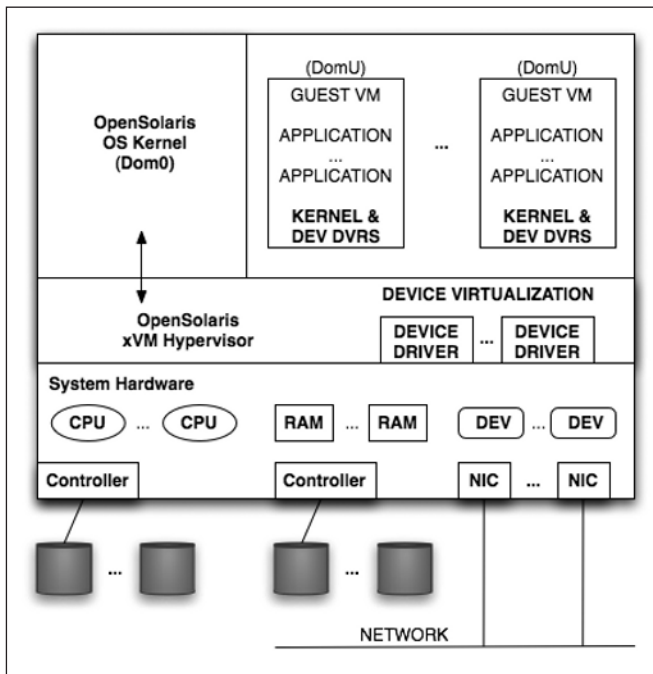 OpenSolaris
OS Kernel
(Dom0)
(DomU)
GUEST VM
APPLICATION
...
APPLICATION
KERNEL &
DEV DVRS
...
(DomU)
GUEST VM
APPLICATION
...
APPLICATION
KERNEL &
DEV DVRS
OpenSolaris
xVM Hypervisor
DEVICE VIRTUALIZATION
DEVICE
DRIVER
...
DEVICE
DRIVER
System Hardware
CPU ... CPU
RAM ... RAM
DEV ... DEV
Controller
Controller
NIC ... NIC
...
...
NETWORK